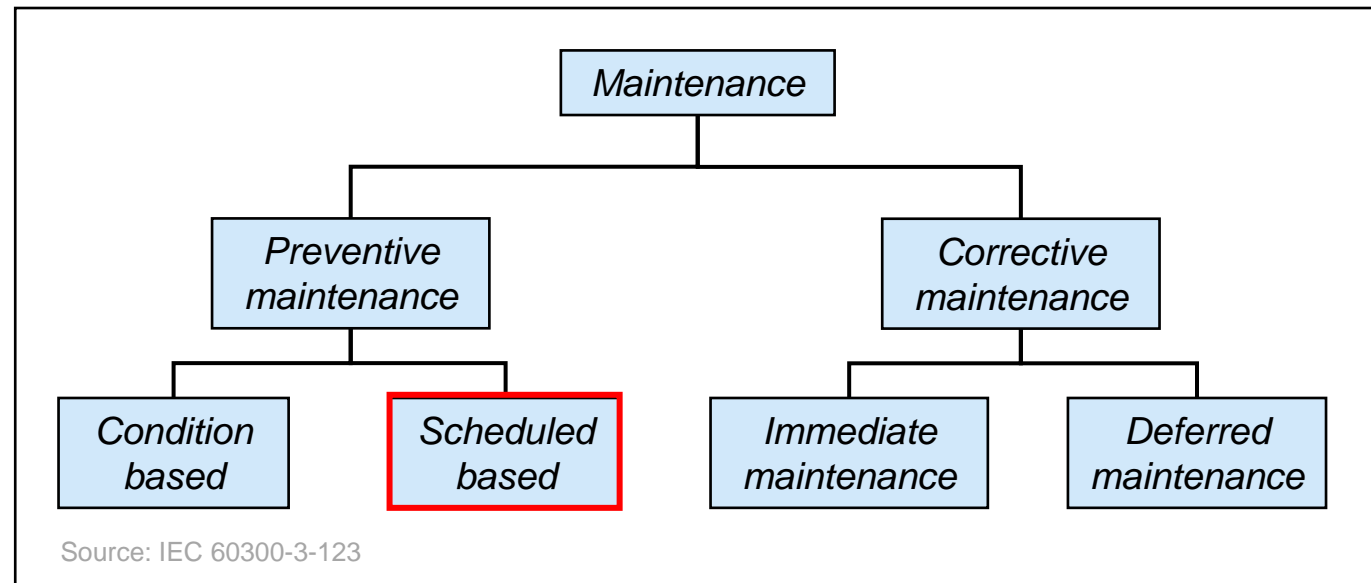 Maintenance
Preventive
maintenance
Corrective
maintenance
Condition
based
Scheduled
based
Immediate
maintenance
Deferred
maintenance
Source: IEC 60300-3-123